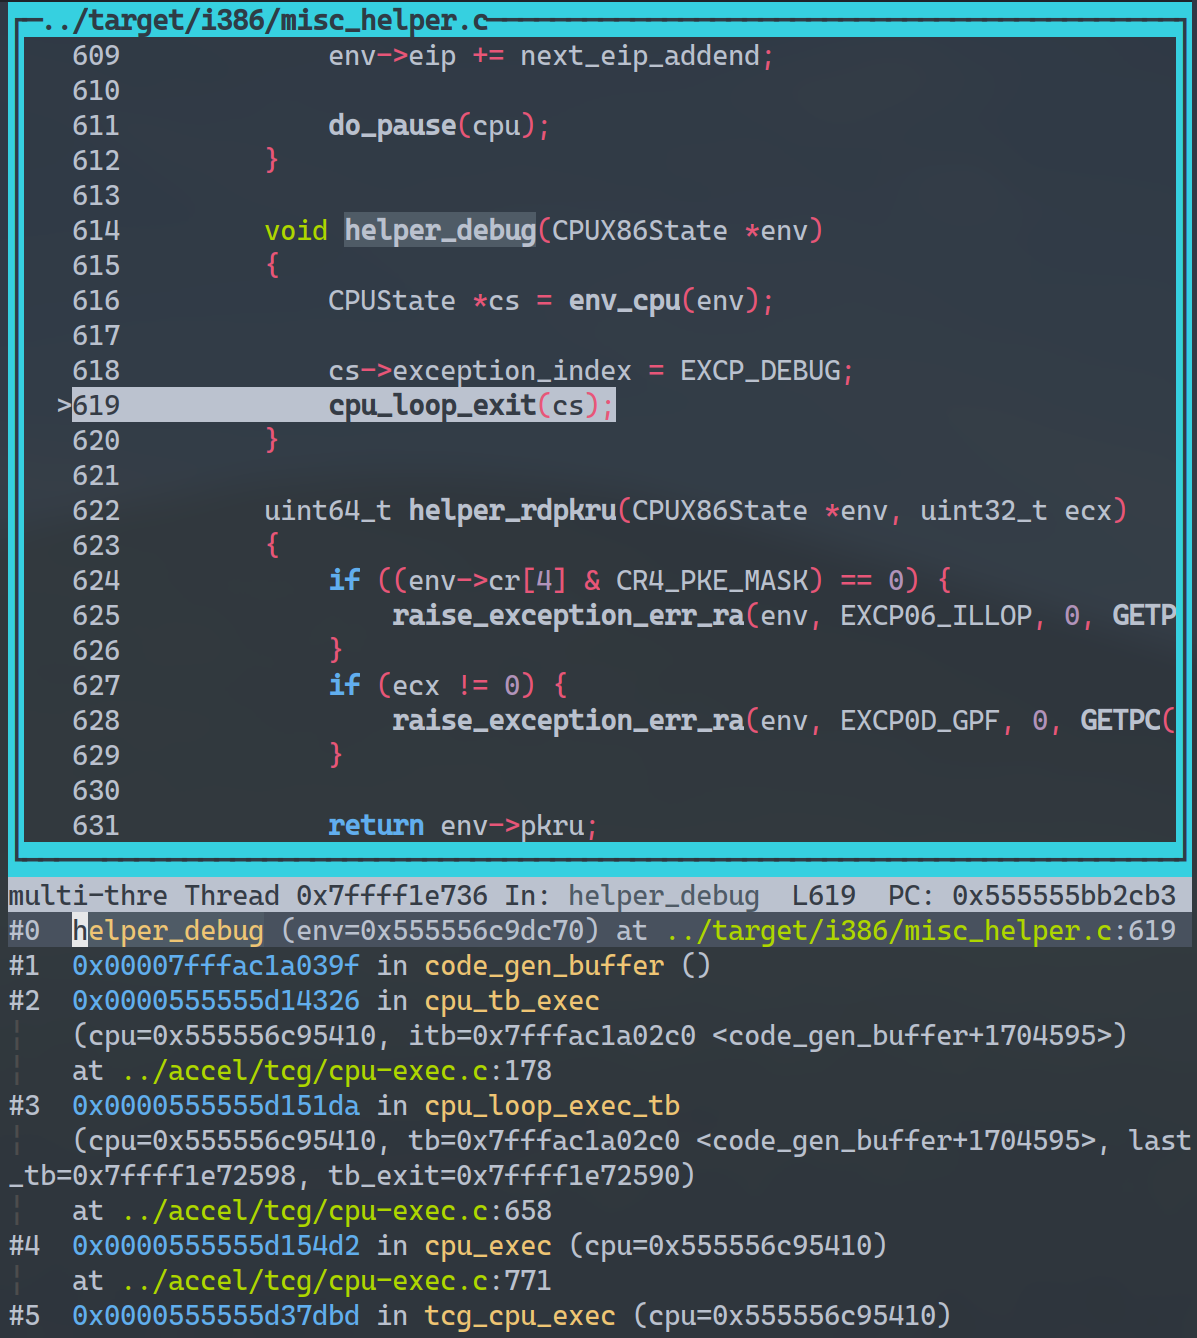 ../target/i386/misc_helper.c
609 env->eip += next_eip_addend;
610
611 do_pause(cpu);
612 }
613
614 void helper_debug(CPUX86State *env)
615 {
616 CPUState *cs = env_cpu(env);
617
618 cs->exception_index = EXCP_DEBUG;
>619 cpu_loop_exit(cs);
620 }
621
622 uint64_t helper_rdpkru(CPUX86State *env, uint32_t ecx)
623 {
624 if ((env->cr[4] & CR4_PKE_MASK) == 0) {
625 raise_exception_err_ra(env, EXCP06_ILLOP, 0, GETP
626 }
627 if (ecx != 0) {
628 raise_exception_err_ra(env, EXCP0D_GPF, 0, GETPC(
629 }
630
631 return env->pkru;
multi-thre Thread 0x7ffff1e736 In: helper_debug L619 PC: 0x555555bb2cb3
#0 helper_debug (env=0x555556c9dc70) at ../target/i386/misc_helper.c:619
#1 0x00007fffac1a039f in code_gen_buffer ()
#2 0x0000555555d14326 in cpu_tb_exec
(cpu=0x555556c95410, itb=0x7fffac1a02c0 <code_gen_buffer+1704595>)
at ../accel/tcg/cpu-exec.c:178
#3 0x0000555555d151da in cpu_loop_exec_tb
(cpu=0x555556c95410, tb=0x7fffac1a02c0 <code_gen_buffer+1704595>, last
_tb=0x7ffff1e72598, tb_exit=0x7ffff1e72590)
at ../accel/tcg/cpu-exec.c:658
#4 0x0000555555d154d2 in cpu_exec (cpu=0x555556c95410)
at ../accel/tcg/cpu-exec.c:771
#5 0x0000555555d37dbd in tcg_cpu_exec (cpu=0x555556c95410)